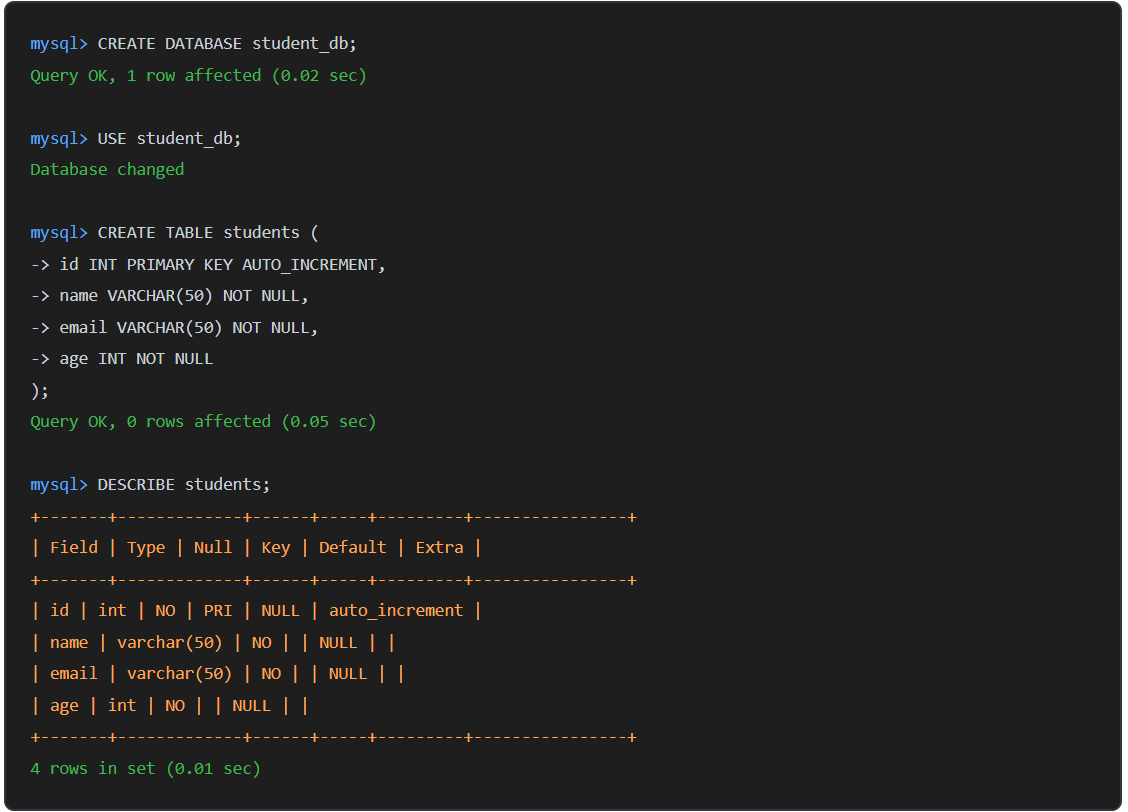 mysql> CREATE DATABASE student_db;
Query OK, 1 row affected (0.02 sec)
mysql> USE student_db;
Database changed
mysql> CREATE TABLE students (
-> id INT PRIMARY KEY AUTO_INCREMENT,
-> name VARCHAR(50) NOT NULL,
-> email VARCHAR(50) NOT NULL,
-> age INT NOT NULL
);
Query OK, 0 rows affected (0.05 sec)
mysql> DESCRIBE students;
+-------+-------------+------+-----+---------+----------------+
| Field | Type | Null | Key | Default | Extra |
+-------+-------------+------+-----+---------+----------------+
| id | int | NO | PRI | NULL | auto_increment |
| name | varchar(50) | NO | | NULL | |
| email | varchar(50) | NO | | NULL | |
| age | int | NO | | NULL | |
+-------+-------------+------+-----+---------+----------------+
4 rows in set (0.01 sec)